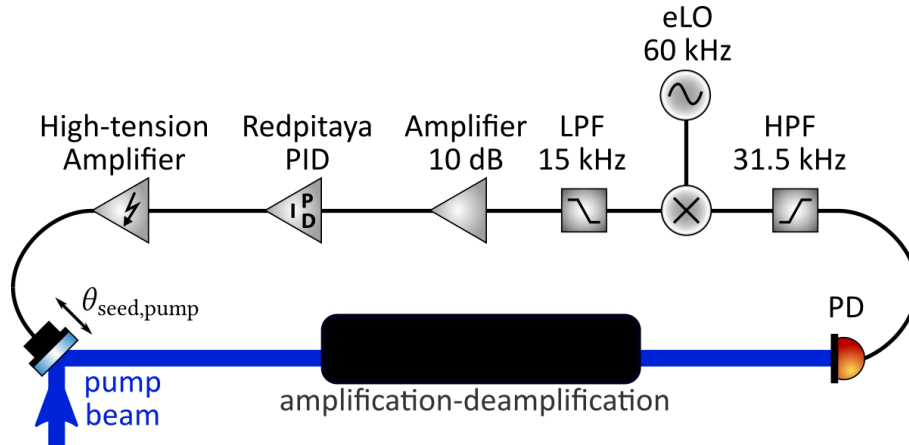 eLO
60 kHz
High-tension
Amplifier
Redpitaya
PID
Amplifier
10 dB
LPF
15 kHz
HPF
31.5 kHz
P
I
D
θseed,pump
PD
pump
beam
amplification-deamplification